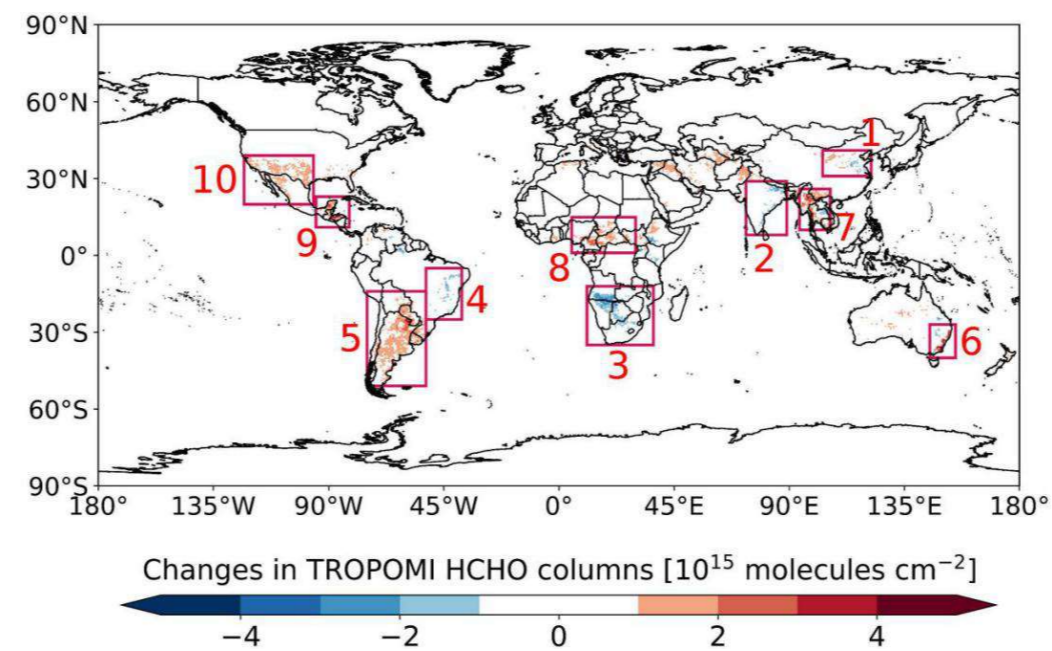 90°N
60°N
30°N
0°
30°S
60°S
90°S
1
10
9
2
7
8
4
5
3
6
180° 135°W 90°W 45°W 0° 45°E 90°E 135°E 180°
Changes in TROPOMI HCHO columns [10¹⁵ molecules cm⁻²]
−4 −2 0 2 4